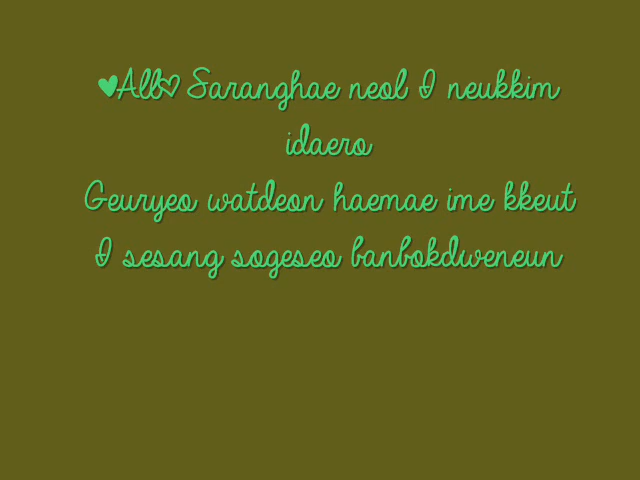 ♥All♡ Saranghae neol I neukkim
idaero
Geuryeo watdeon haemae ime kkeut
I sesang sogeseo banbokdweneun